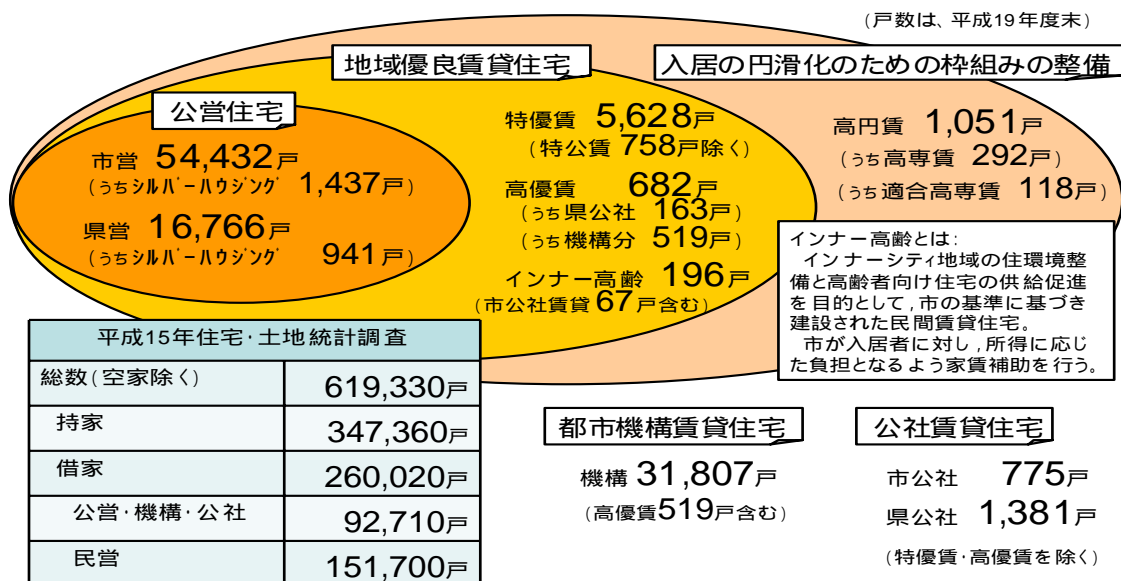 (戸数は、平成19年度末)
地域優良賃貸住宅
入居の円滑化のための枠組みの整備
公営住宅
市営 54,432戸
(うちシルバーハウジング 1,437戸)
県営 16,766戸
(うちシルバーハウジング 941戸)
特優賃 5,628戸
(特公賃 758戸除く)
高優賃 682戸
(うち県公社 163戸)
(うち機構分 519戸)
インナー高齢 196戸
(市公社賃貸 67戸含む)
高円賃 1,051戸
(うち高専賃 292戸)
(うち適合高専賃 118戸)
インナー高齢とは:
インナーシティ地域の住環境整
備と高齢者向け住宅の供給促進
を目的として,市の基準に基づき
建設された民間賃貸住宅。
市が入居者に対し,所得に応じ
た負担となるよう家賃補助を行う。
平成15年住宅・土地統計調査
総数(空家除く) 619,330戸
持家 347,360戸
借家 260,020戸
公営・機構・公社 92,710戸
民営 151,700戸
都市機構賃貸住宅
機構 31,807戸
(高優賃519戸含む)
公社賃貸住宅
市公社 775戸
県公社 1,381戸
(特優賃・高優賃を除く)